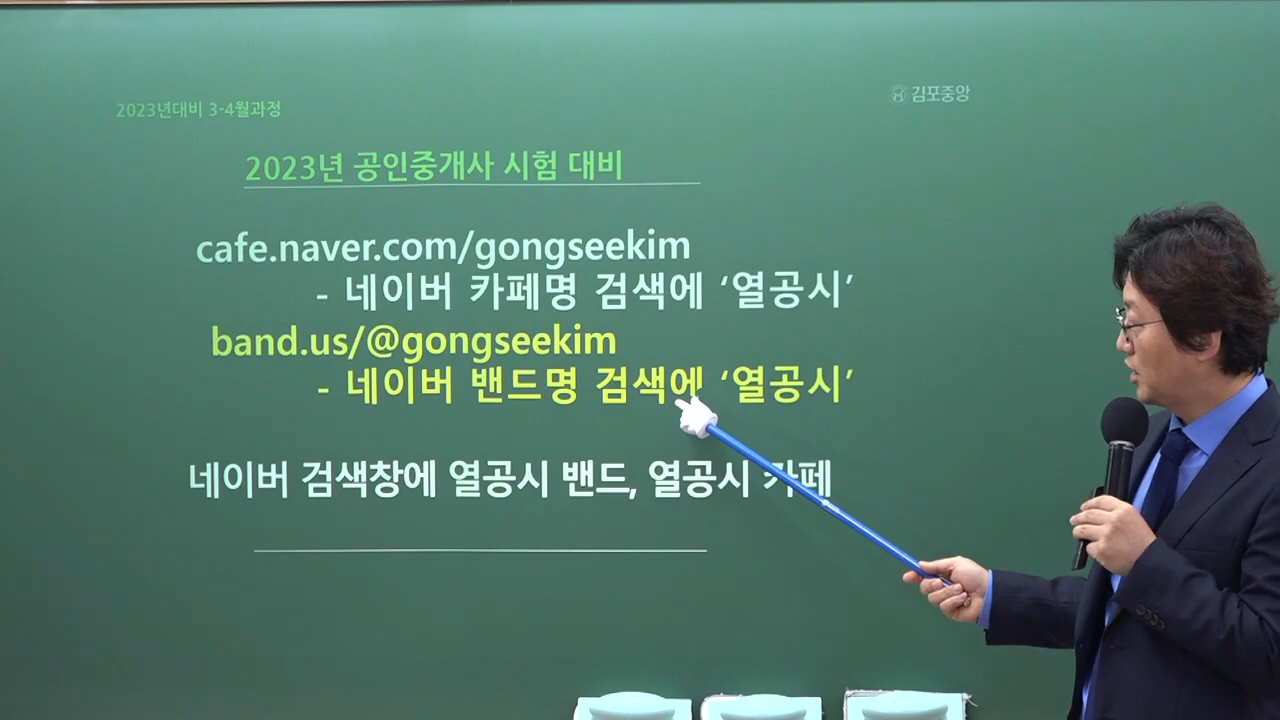 2023년대비 3-4월과정
김포중앙
2023년 공인중개사 시험 대비
cafe.naver.com/gongseekim
- 네이버 카페명 검색에 ‘열공시’
band.us/@gongseekim
- 네이버 밴드명 검색에 ‘열공시’
네이버 검색창에 열공시 밴드, 열공시 카페